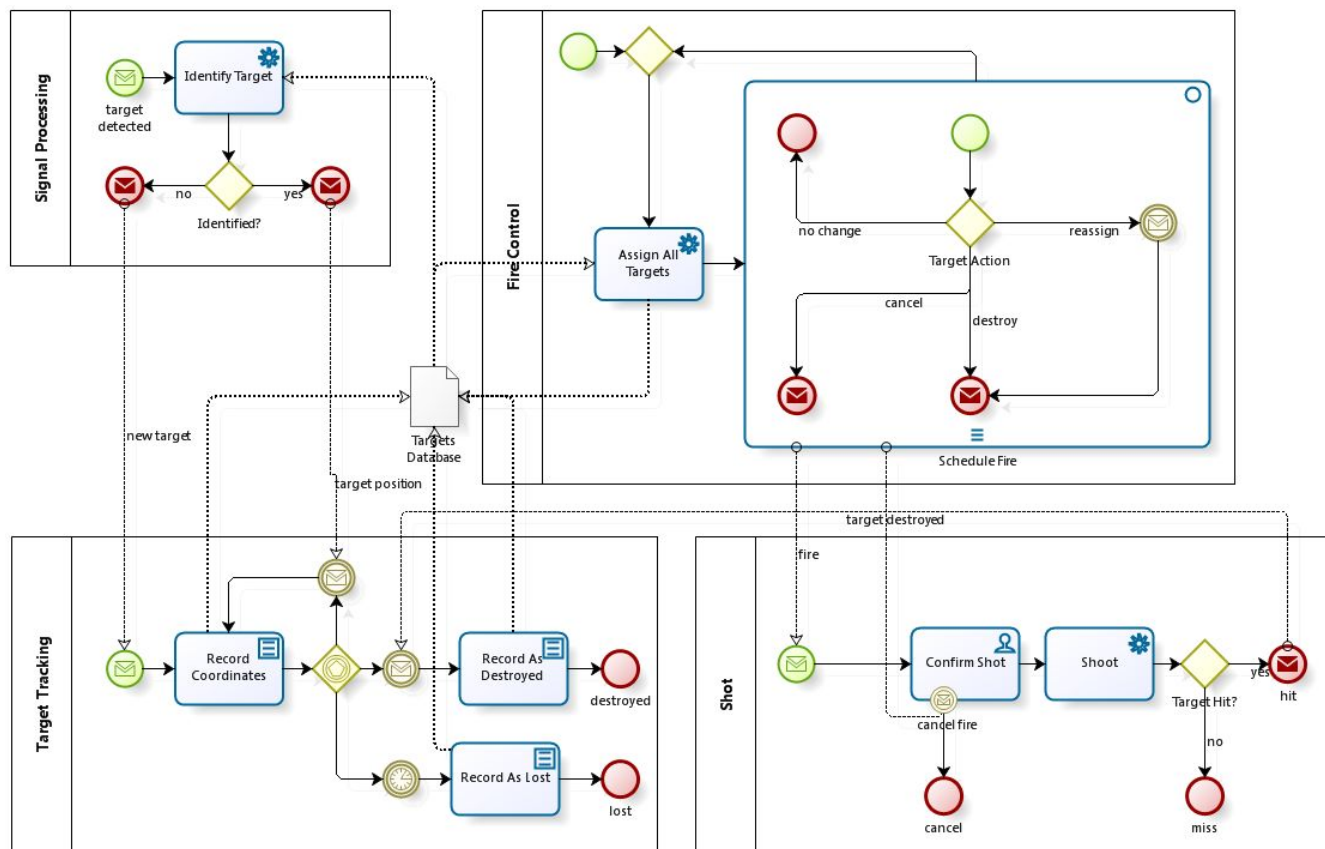 Signal Processing
target
detected
Identify Target
no
yes
Identified?
Fire Control
Assign All
Targets
no change
reassign
Target Action
cancel
destroy
Schedule Fire
Targets
Database
new target
target position
target destroyed
fire
Target Tracking
Record
Coordinates
Record As
Destroyed
destroyed
Record As Lost
lost
Shot
Confirm Shot
cancel fire
cancel
Shoot
Target Hit?
yes
hit
no
miss